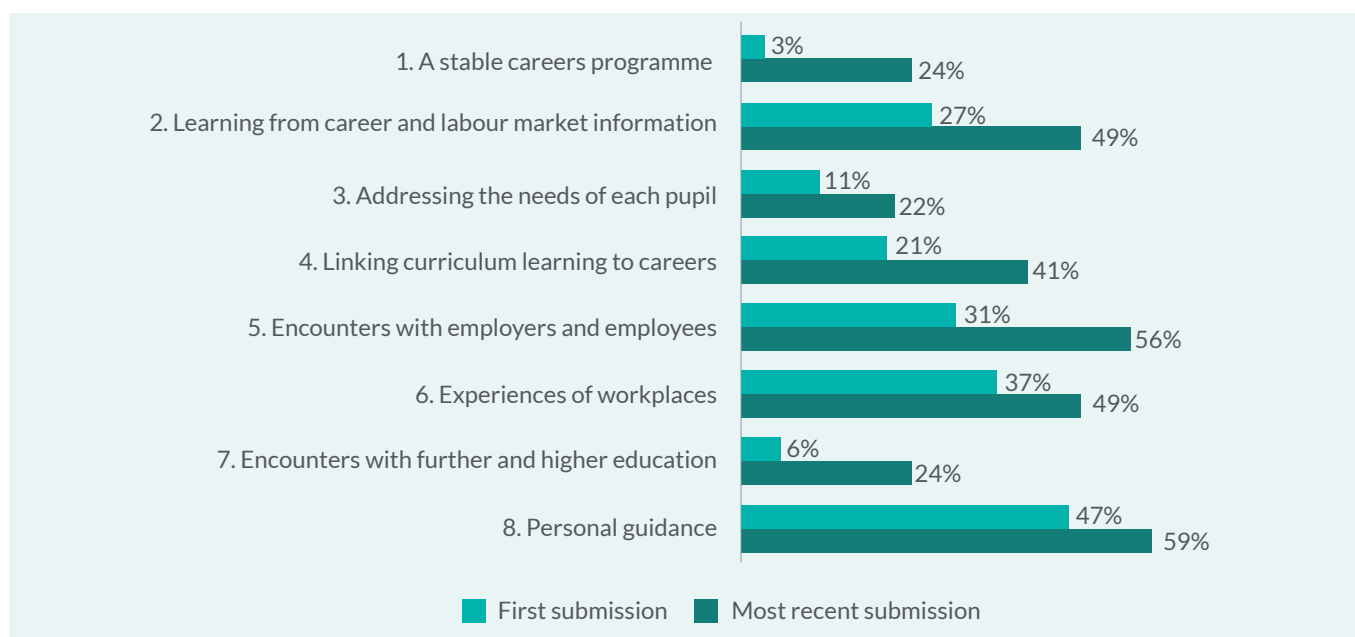 1. A stable careers programme
3%
24%
2. Learning from career and labour market information
27%
49%
3. Addressing the needs of each pupil
11%
22%
4. Linking curriculum learning to careers
21%
41%
5. Encounters with employers and employees
31%
56%
6. Experiences of workplaces
37%
49%
7. Encounters with further and higher education
6%
24%
8. Personal guidance
47%
59%
First submission
Most recent submission